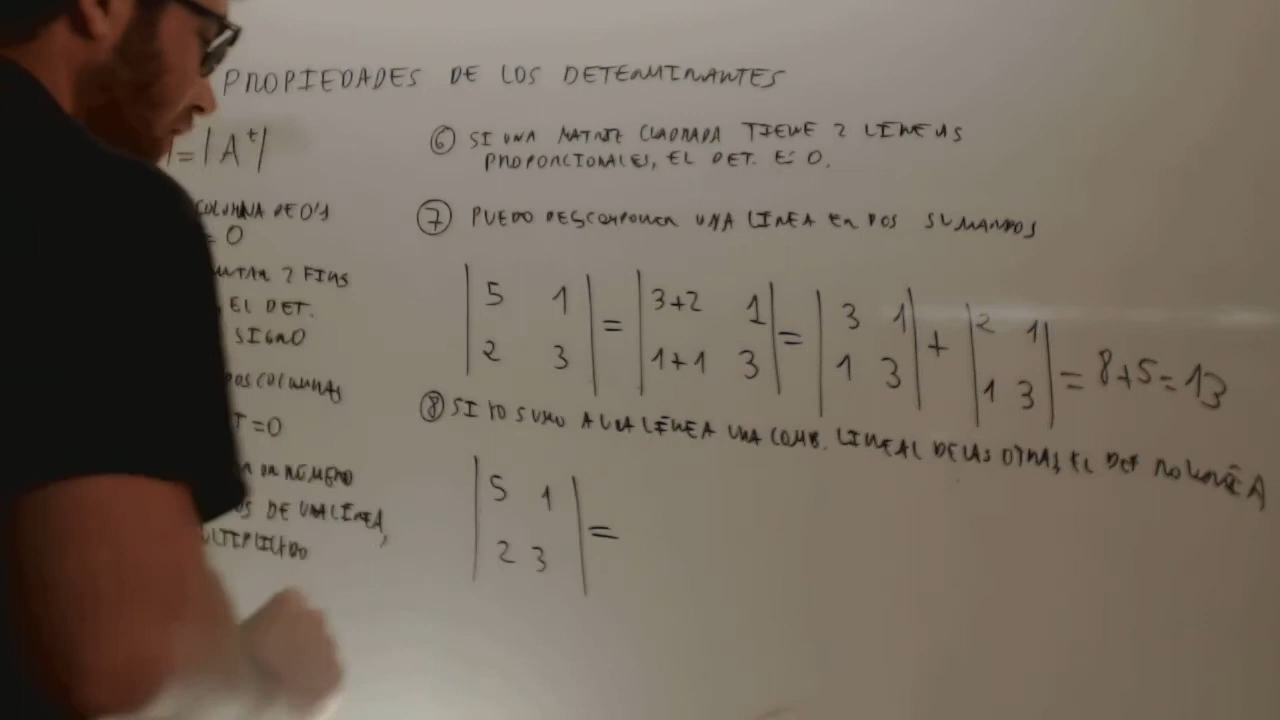 PROPIEDADES DE LOS DETERMINANTES
=|A^t|
COLUMNA DE 0'S
= 0
2 FILAS
EL DET.
SIGNO
DOS COLUMNAS
=0
UN NÚMERO
DE UNA LÍNEA,
⑥ SI UNA MATRIZ CUADRADA TIENE 2 LÍNEAS
PROPORCIONALES, EL DET. ES 0.
⑦ PUEDO DESCOMPONER UNA LINEA EN DOS SUMANDOS
|5 1| = |3+2 1| = |3 1| + |2 1| = 8+5=13
|2 3| |1+1 3| |1 3| |1 3|
⑧ SI YO SUMO A UNA LÍNEA UNA COMB. LINEAL DE LAS OTRAS, EL DET NO VARÍA
|5 1| =
|2 3|